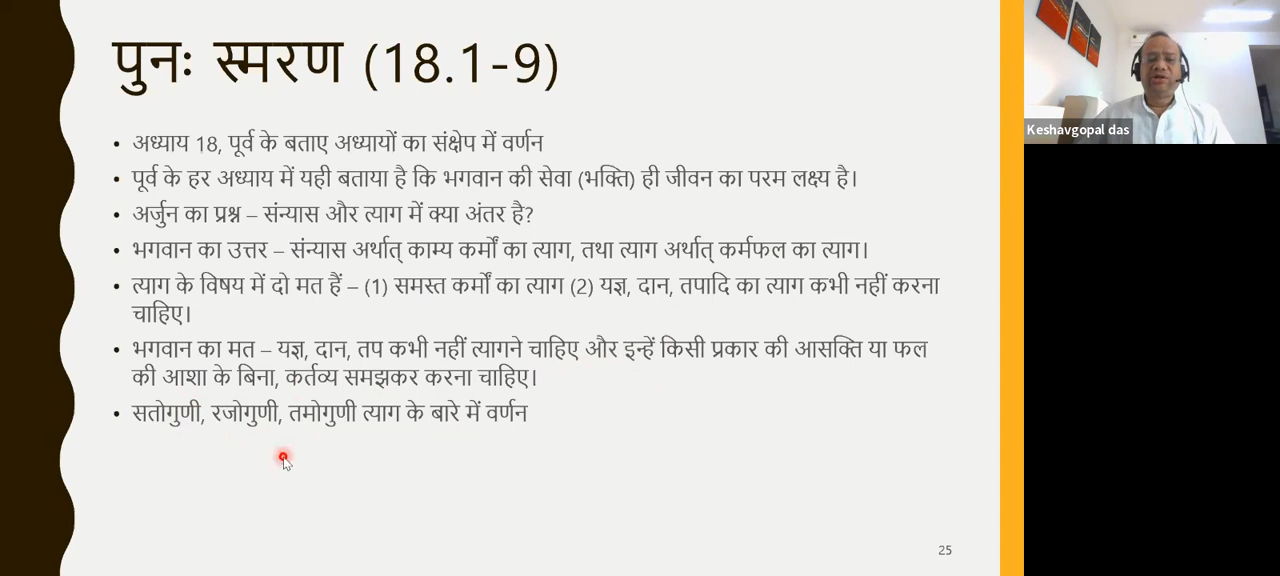 पुनः स्मरण (18.1-9)
• अध्याय 18, पूर्व के बताए अध्यायों का संक्षेप में वर्णन
• पूर्व के हर अध्याय में यही बताया है कि भगवान की सेवा (भक्ति) ही जीवन का परम लक्ष्य है।
• अर्जुन का प्रश्न – संन्यास और त्याग में क्या अंतर है?
• भगवान का उत्तर – संन्यास अर्थात् काम्य कर्मों का त्याग, तथा त्याग अर्थात् कर्मफल का त्याग।
• त्याग के विषय में दो मत हैं – (1) समस्त कर्मों का त्याग (2) यज्ञ, दान, तपादि का त्याग कभी नहीं करना
चाहिए।
• भगवान का मत – यज्ञ, दान, तप कभी नहीं त्यागने चाहिए और इन्हें किसी प्रकार की आसक्ति या फल
की आशा के बिना, कर्तव्य समझकर करना चाहिए।
• सतोगुणी, रजोगुणी, तमोगुणी त्याग के बारे में वर्णन
25
Keshavgopal das